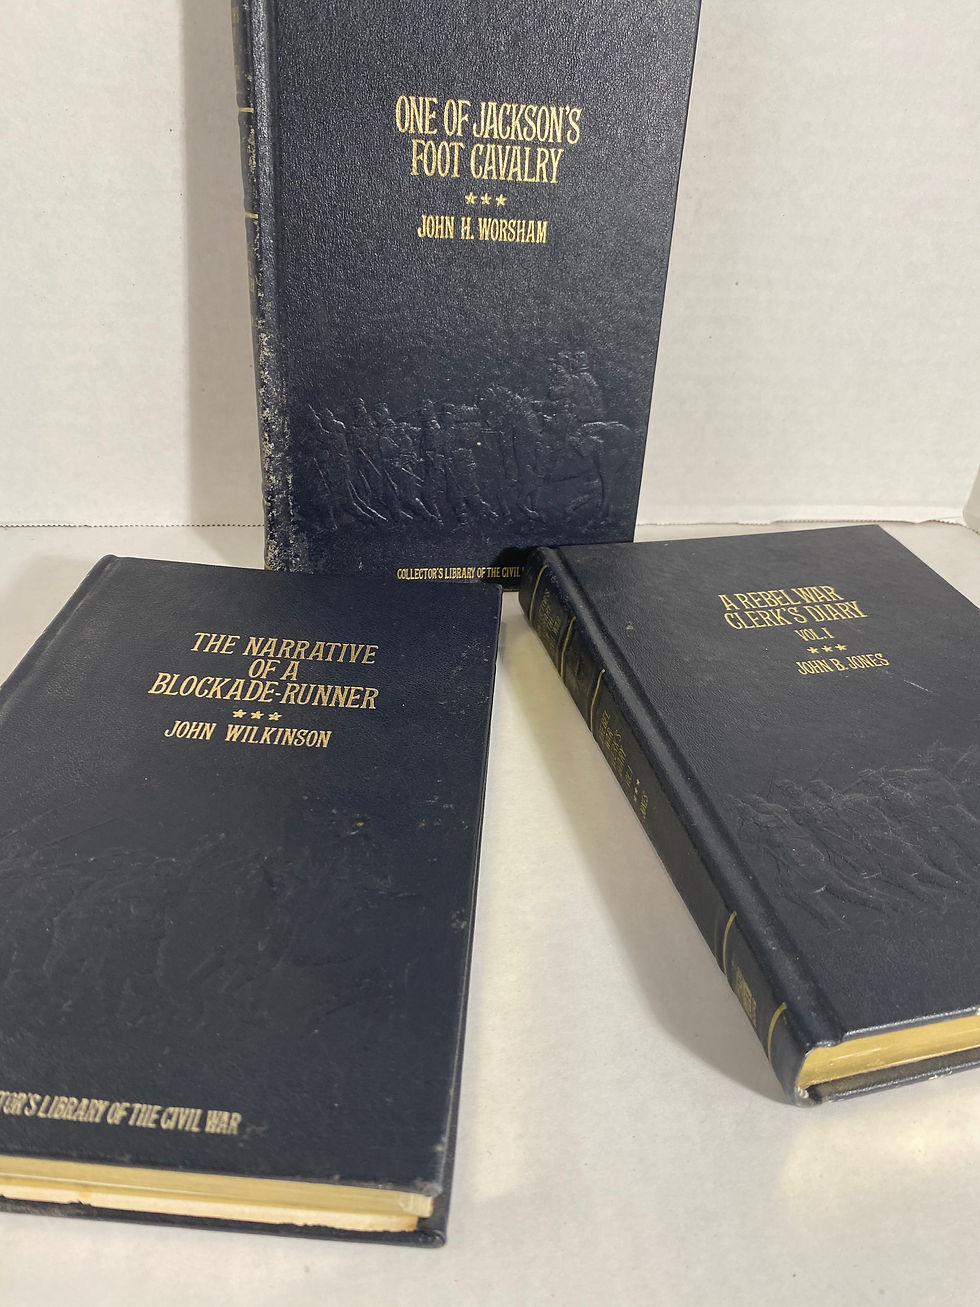 ONE OF JACKSON'S
FOOT CAVALRY
★★★
JOHN H. WORSHAM
COLLECTOR'S LIBRARY OF THE CIVIL
THE NARRATIVE
OF A
BLOCKADE-RUNNER
★★★
JOHN WILKINSON
TOR'S LIBRARY OF THE CIVIL WAR
A REBEL WAR
CLERK'S DIARY
VOL. I
★★★
JOHN B. JONES
JONES